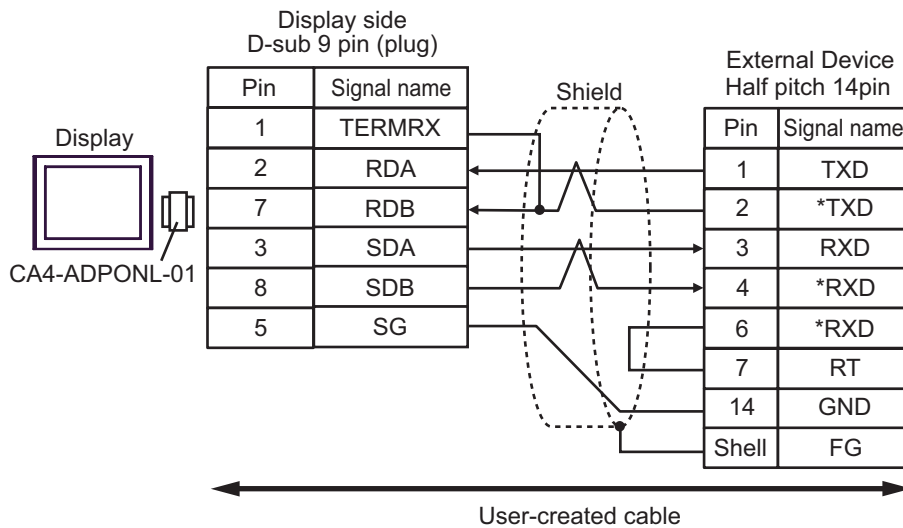 Display side
D-sub 9 pin (plug)
External Device
Half pitch 14pin
Shield
Display
CA4-ADPONL-01
Pin Signal name
1 TERMRX
2 RDA
7 RDB
3 SDA
8 SDB
5 SG
Pin Signal name
1 TXD
2 *TXD
3 RXD
4 *RXD
6 *RXD
7 RT
14 GND
Shell FG
User-created cable